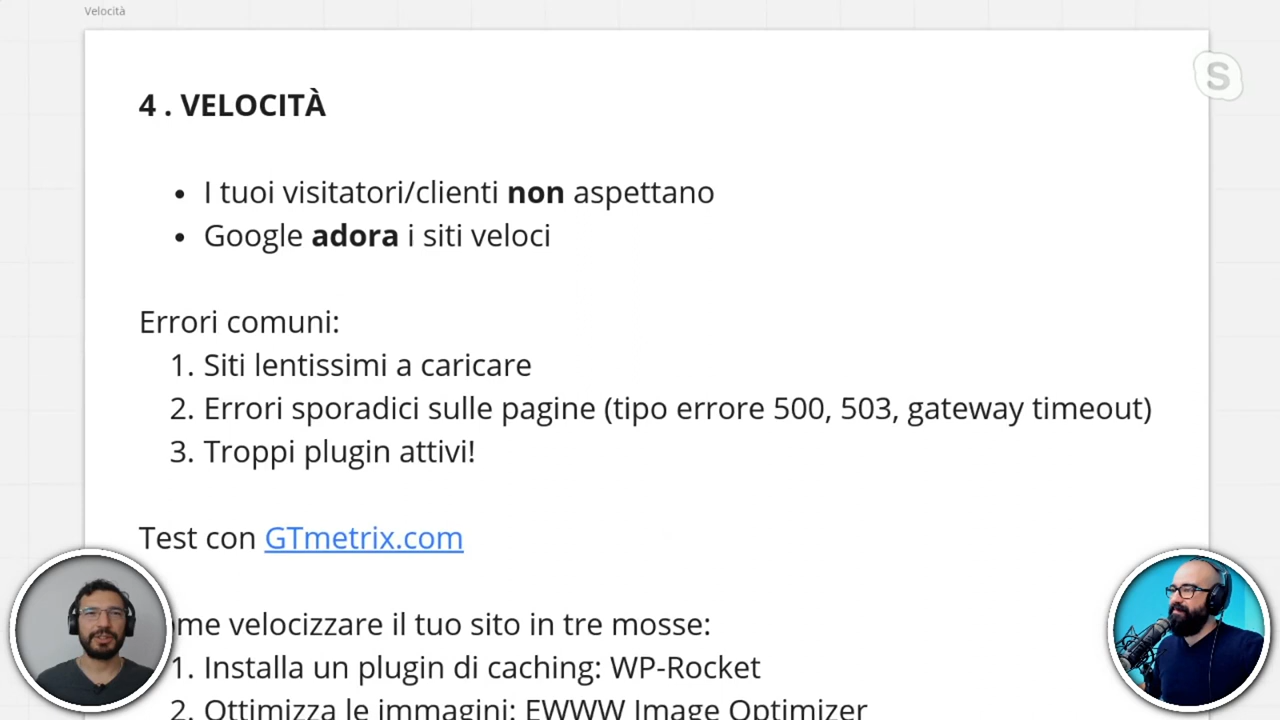 Velocità
4 . VELOCITÀ
• I tuoi visitatori/clienti non aspettano
• Google adora i siti veloci
Errori comuni:
1. Siti lentissimi a caricare
2. Errori sporadici sulle pagine (tipo errore 500, 503, gateway timeout)
3. Troppi plugin attivi!
Test con GTmetrix.com
me velocizzare il tuo sito in tre mosse:
1. Installa un plugin di caching: WP-Rocket
2. Ottimizza le immagini: EWWW Image Optimizer
S